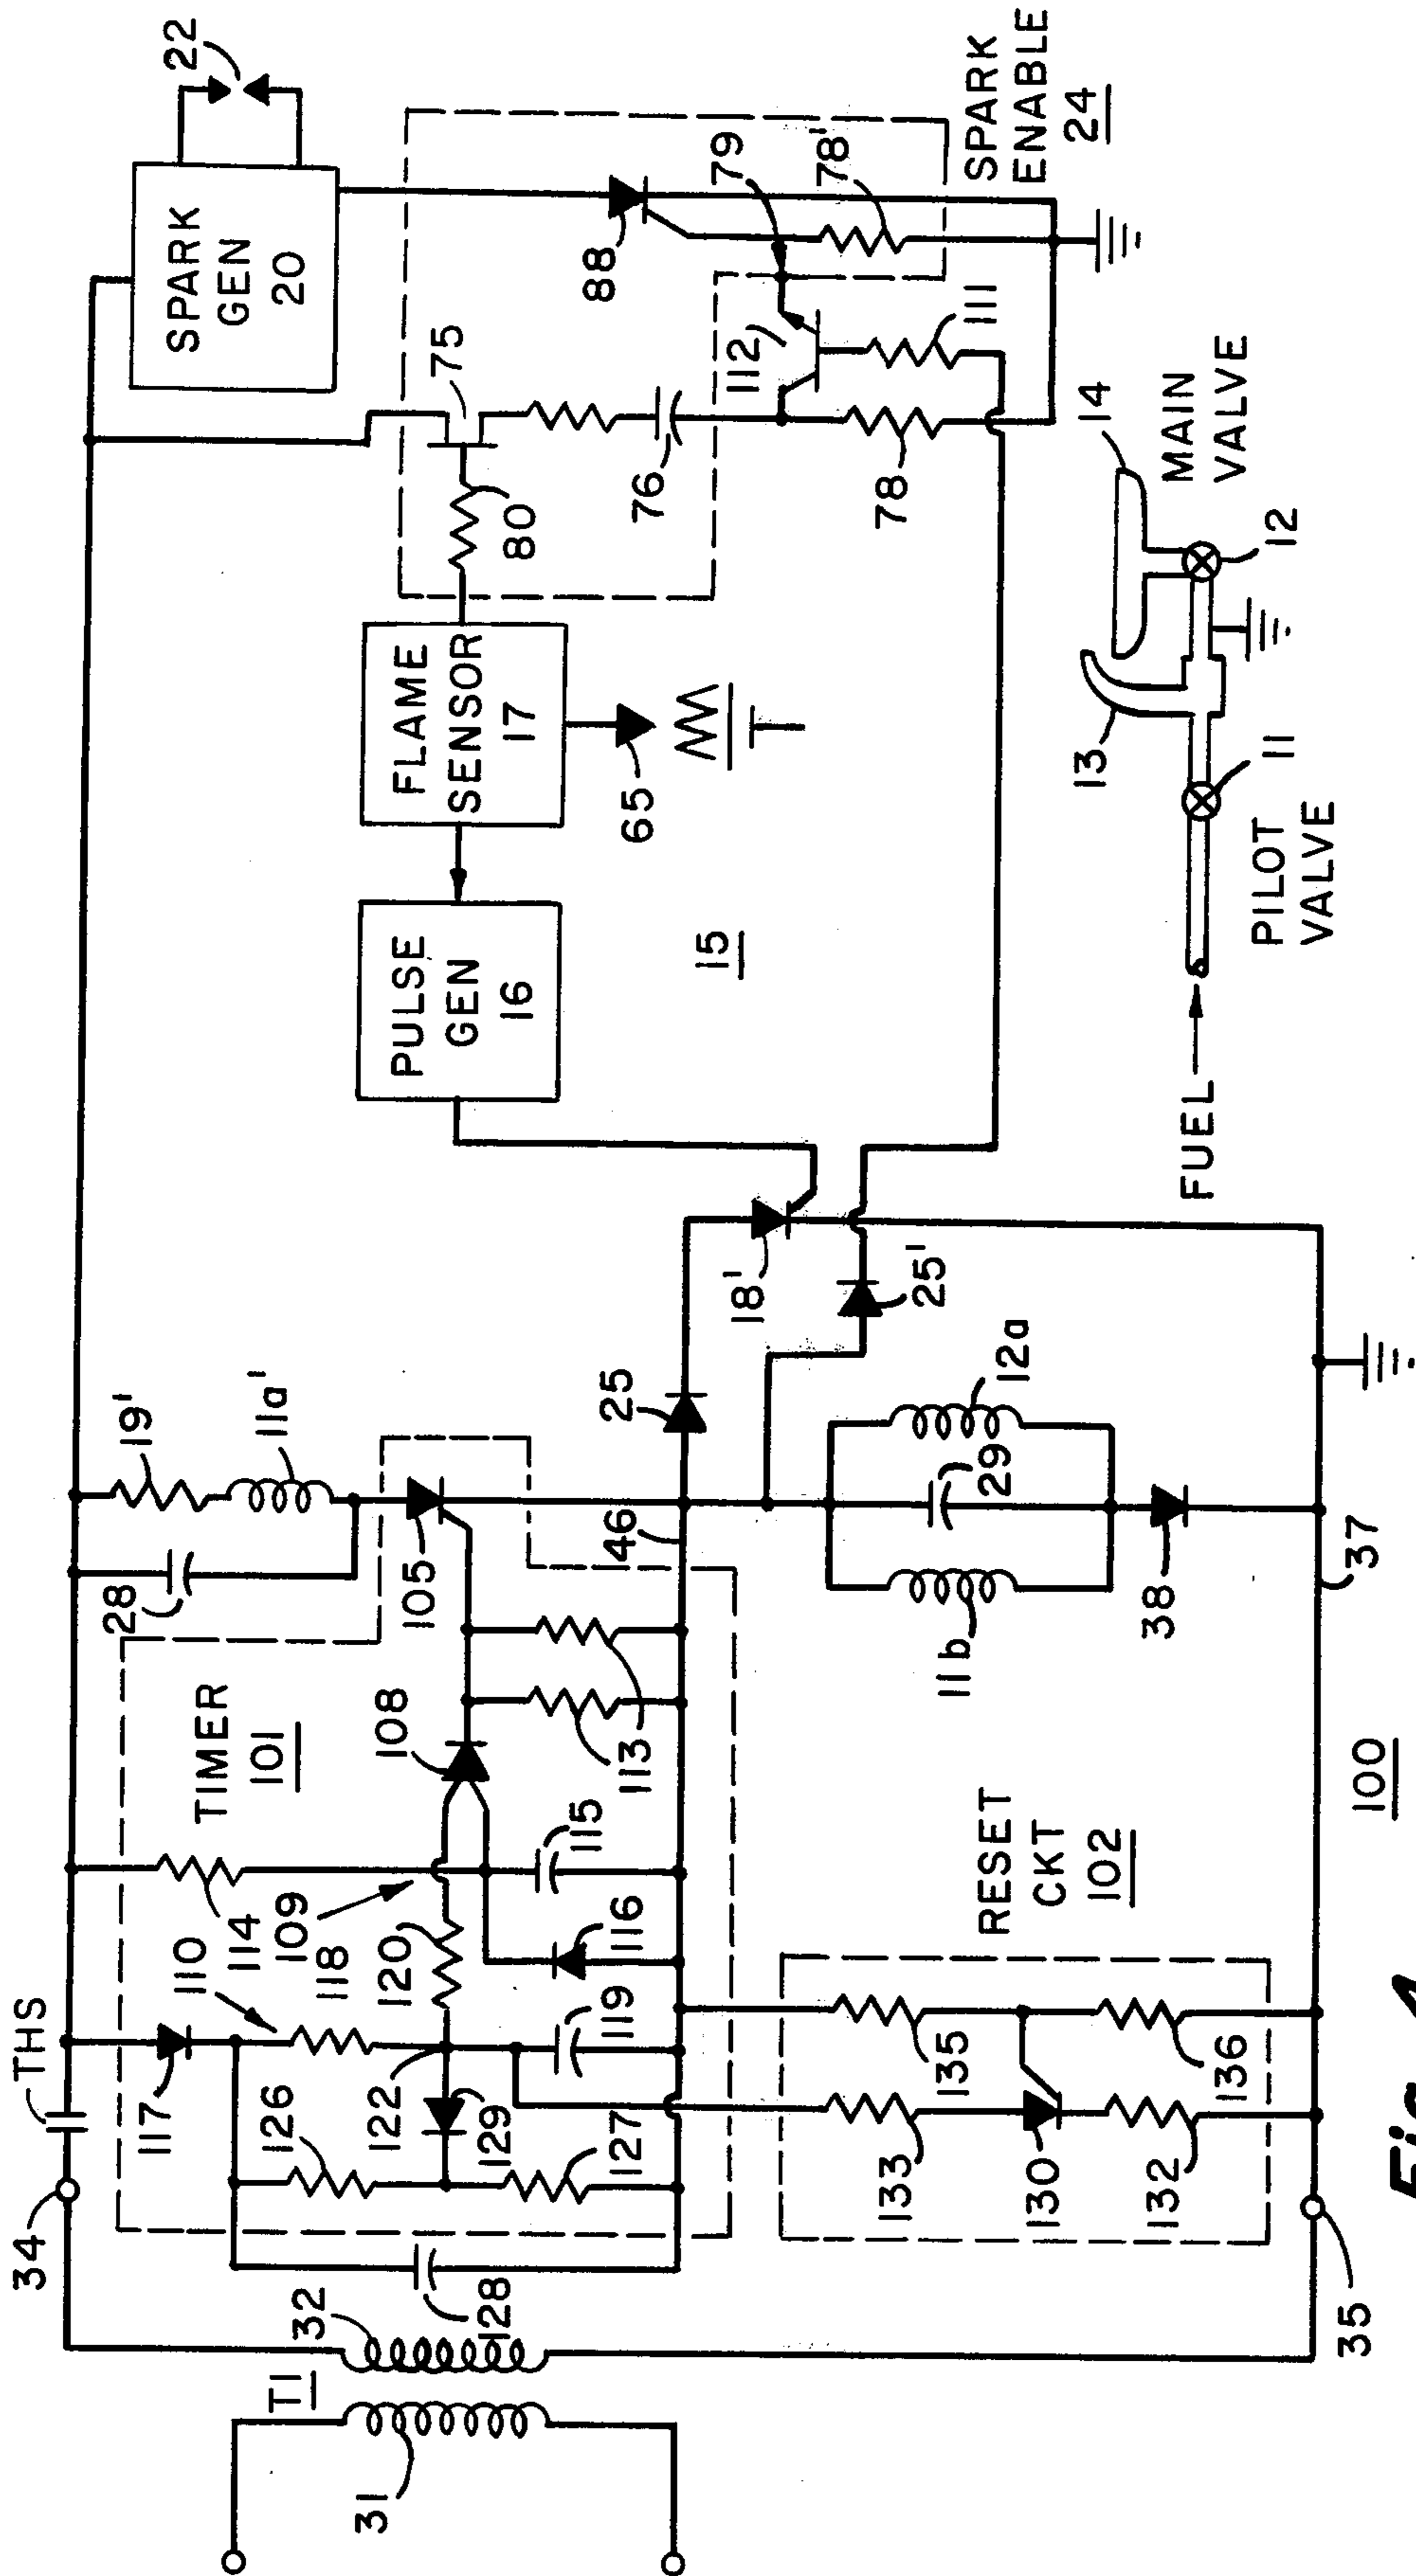 34
THS
28
19'
11a'
SPARK
GEN
20
22
T1
31
32
117
110
126
122
129
127
128
118
120
119
114
109
116
115
TIMER
101
108
113
105
46
25
18'
25'
PULSE
GEN
16
FLAME
SENSOR
17
65
80
75
76
15
88
79
112
78
78'
111
SPARK
ENABLE
24
RESET
CKT
102
133
135
130
132
136
11b
29
12a
38
37
35
100
FUEL
PILOT
VALVE
11
13
14
MAIN
VALVE
12
Fig. 4